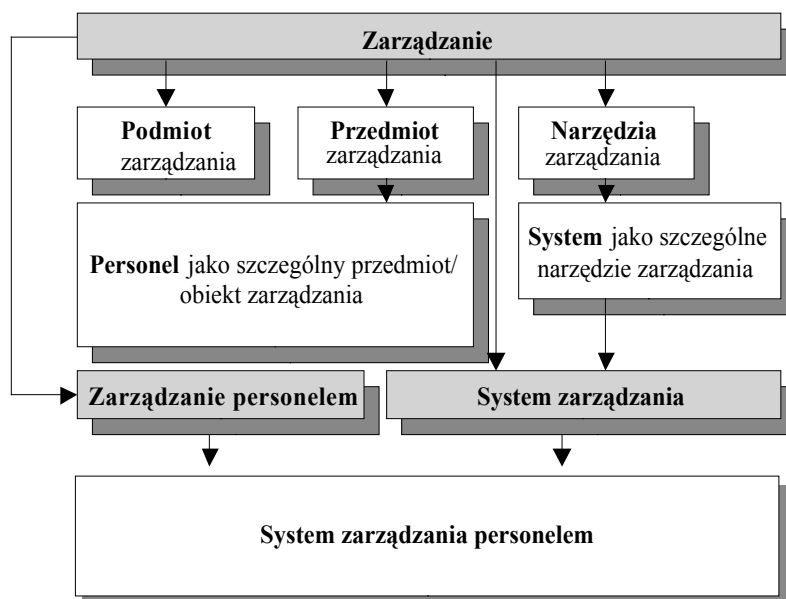 Zarządzanie
Podmiot
zarządzania
Przedmiot
zarządzania
Narzędzia
zarządzania
Personel jako szczególny przedmiot/
obiekt zarządzania
System jako szczególne
narzędzie zarządzania
Zarządzanie personelem
System zarządzania
System zarządzania personelem